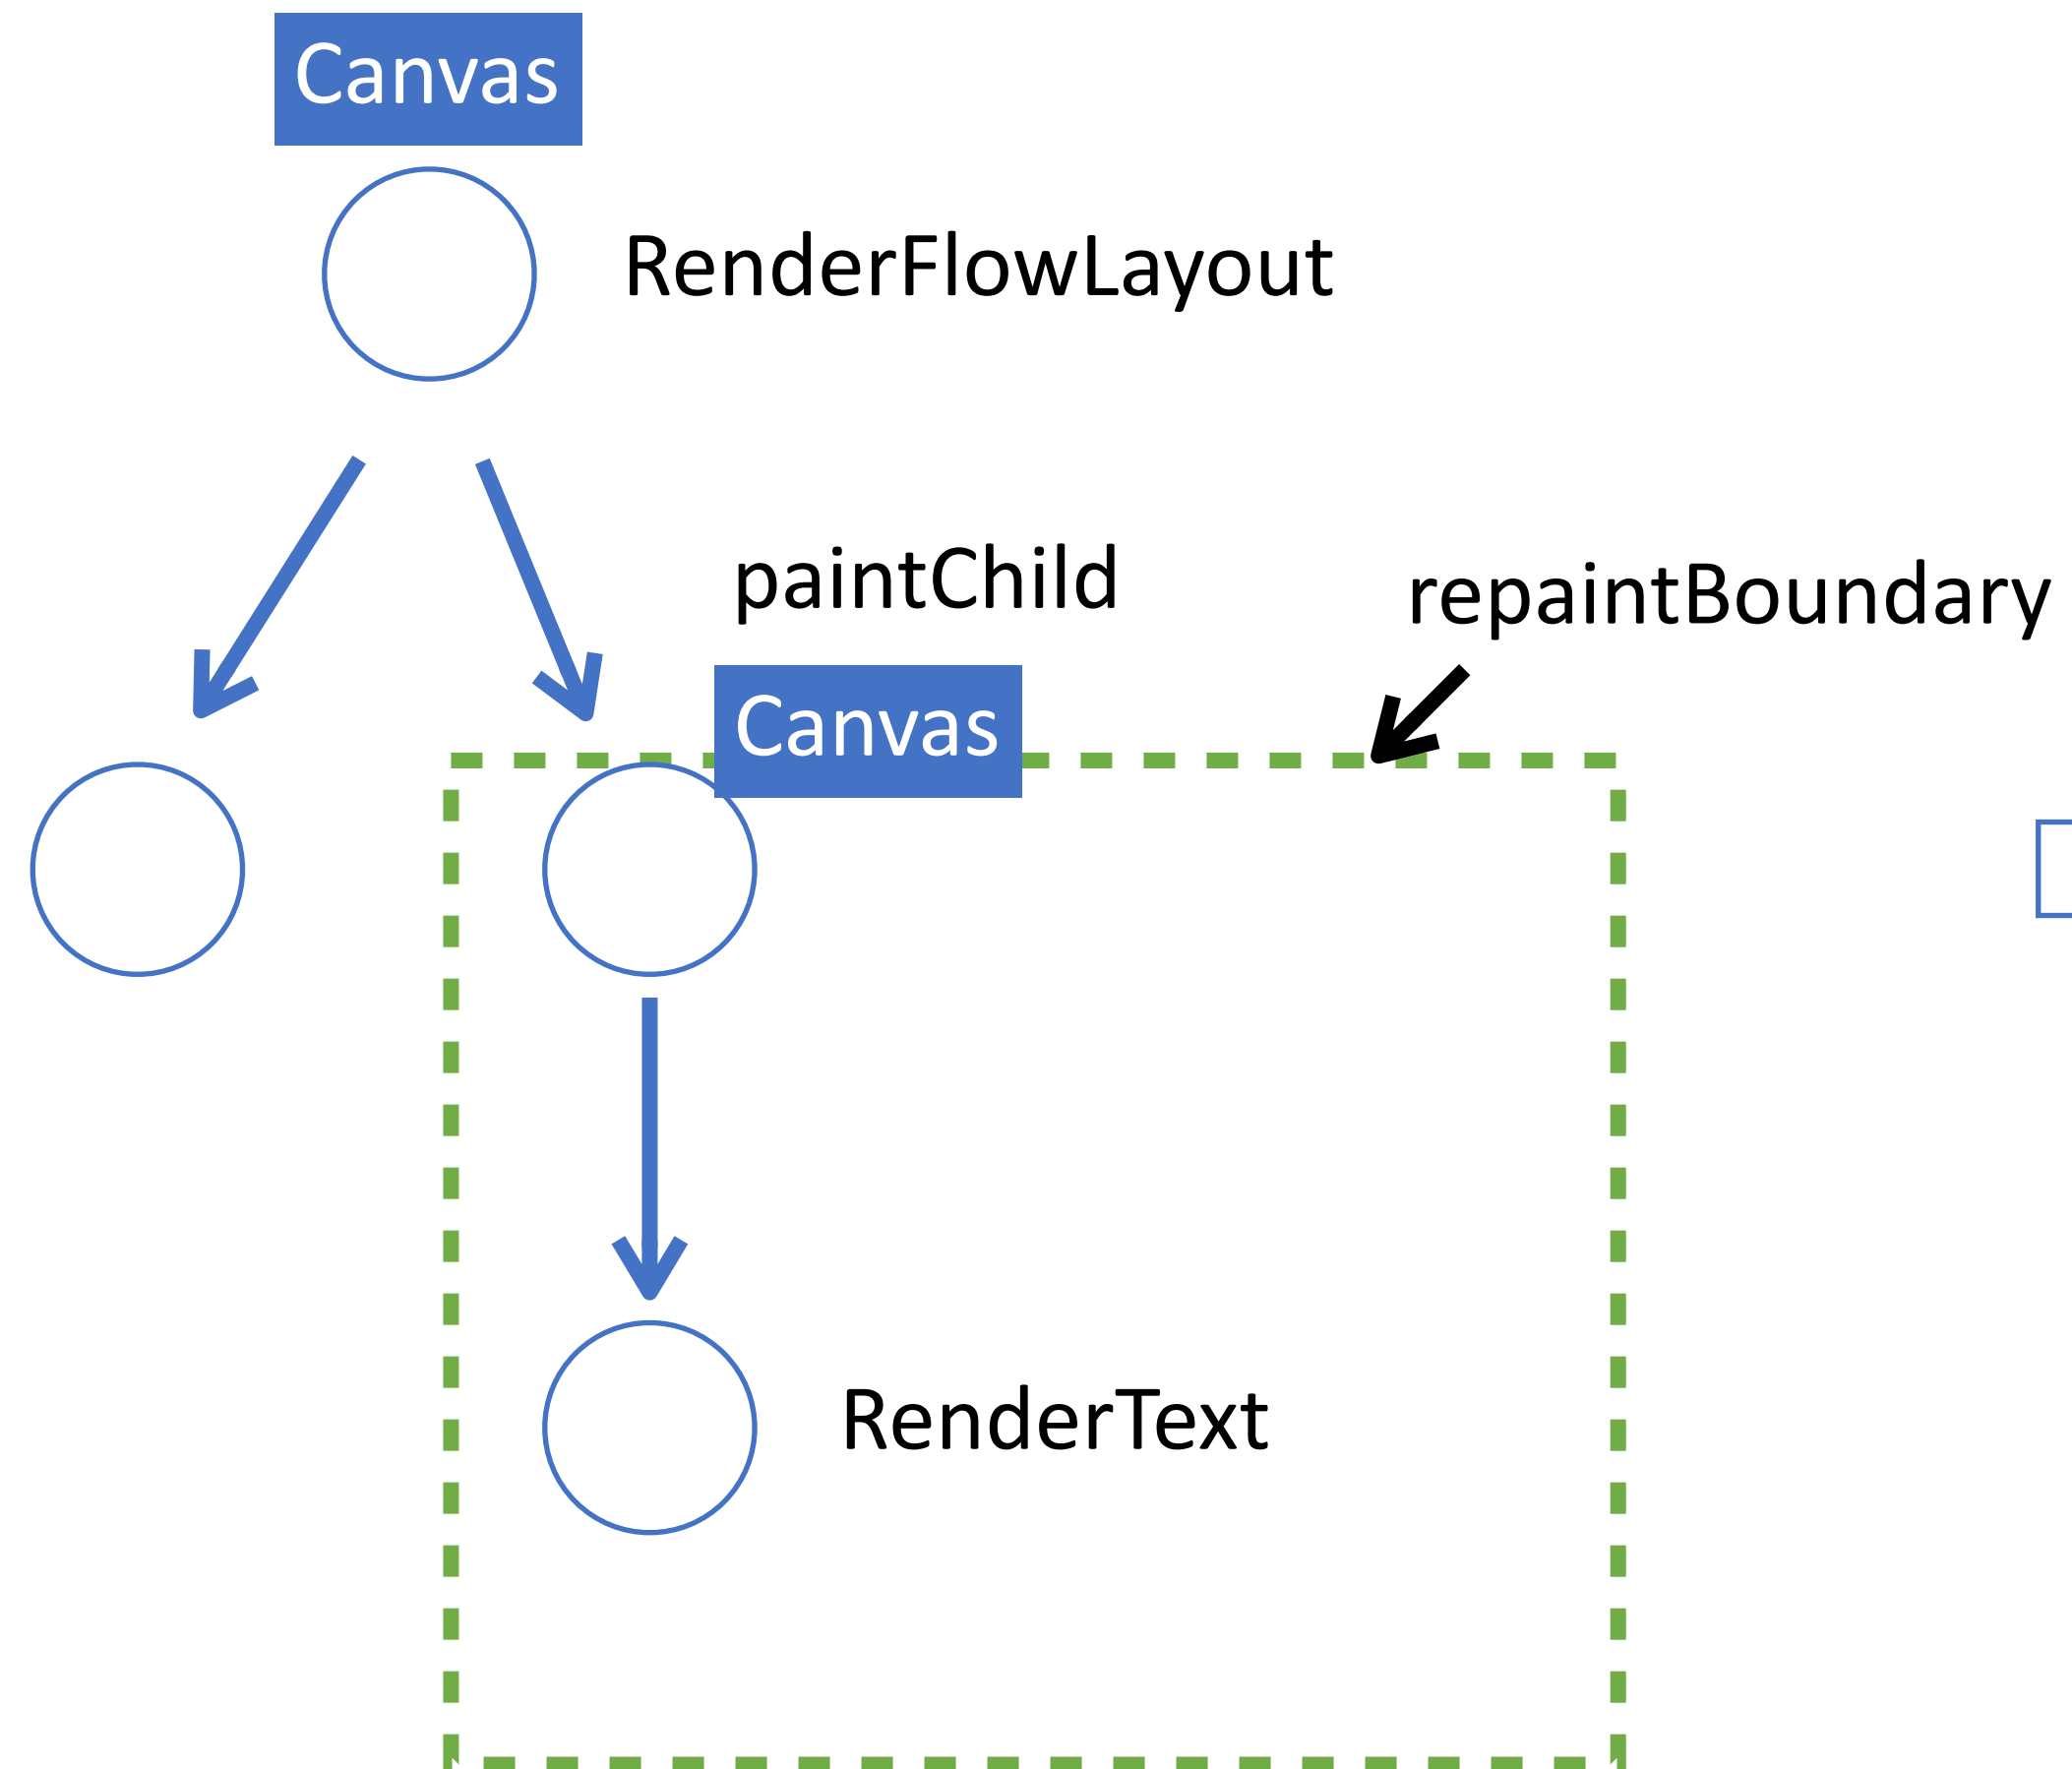 Canvas
RenderFlowLayout
paintChild
repaintBoundary
Canvas
RenderText